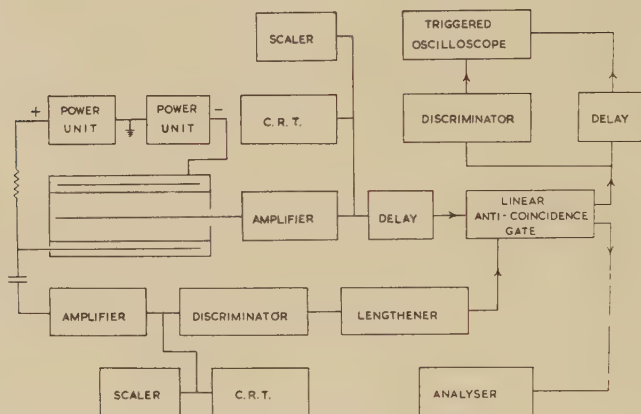 SCALER
TRIGGERED
OSCILLOSCOPE
+
POWER
UNIT
POWER
UNIT
−
C.R.T.
DISCRIMINATOR
DELAY
AMPLIFIER
DELAY
LINEAR
ANTI-COINCIDENCE
GATE
AMPLIFIER
DISCRIMINATOR
LENGTHENER
SCALER
C.R.T.
ANALYSER